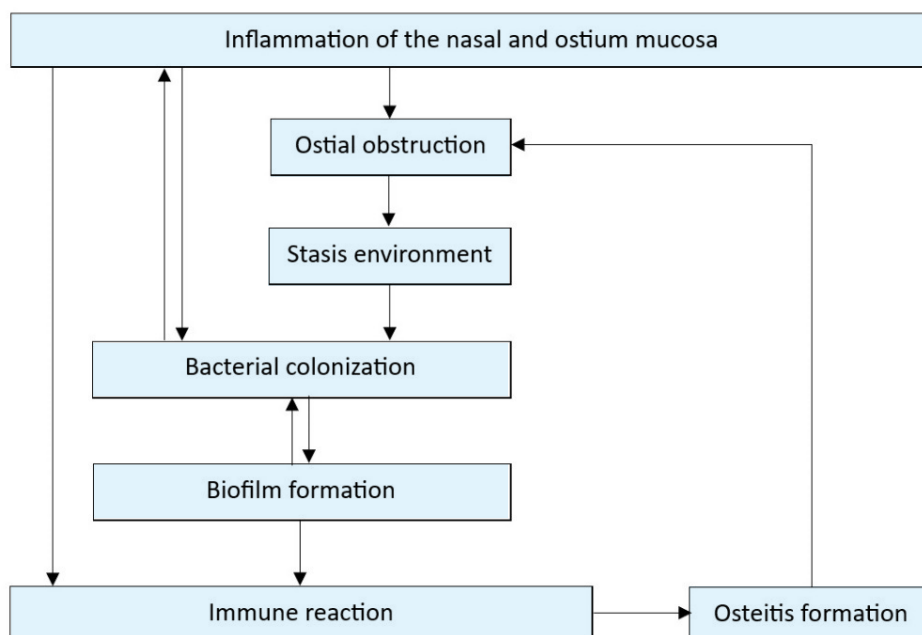 Inflammation of the nasal and ostium mucosa
Ostial obstruction
Stasis environment
Bacterial colonization
Biofilm formation
Immune reaction
Osteitis formation